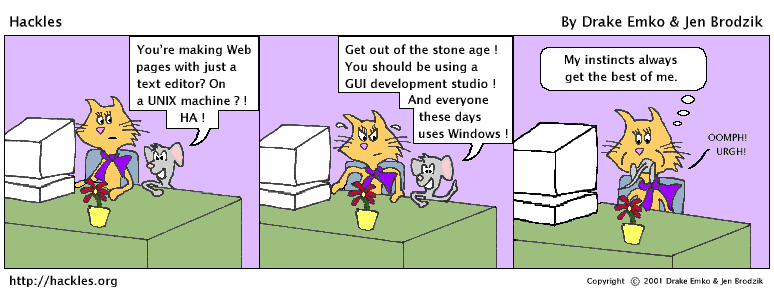 Hackles
By Drake Emko & Jen Brodzik
You're making Web
pages with just a
text editor? On
a UNIX machine ? !
HA !
Get out of the stone age !
You should be using a
GUI development studio !
And everyone
these days
uses Windows !
My instincts always
get the best of me.
OOMPH!
URGH!
http://hackles.org
Copyright © 2001 Drake Emko & Jen Brodzik